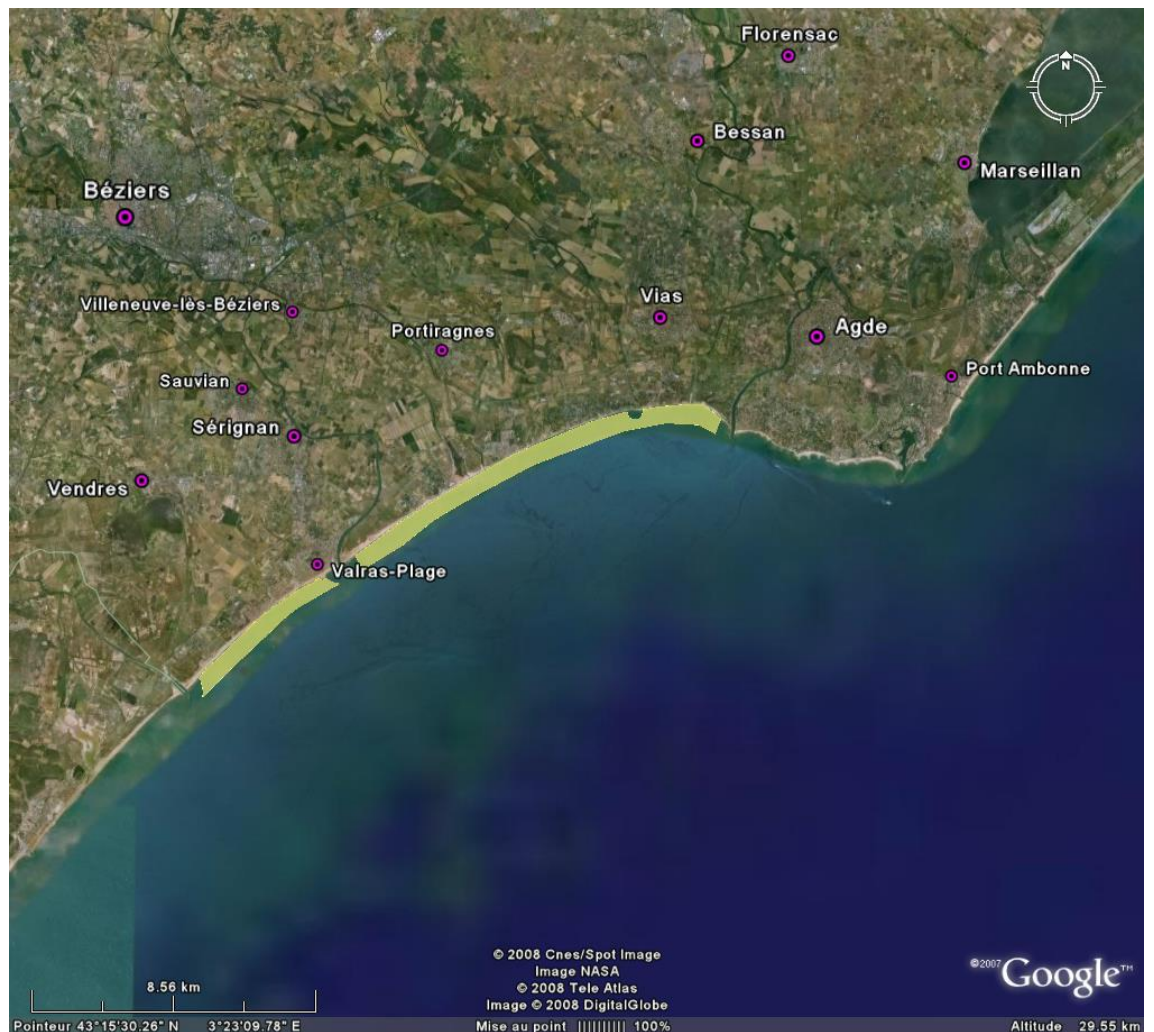 Florensac
N
Bessan
Marseillan
Béziers
Vias
Villeneuve-lès-Béziers
Agde
Portiragnes
Port Ambonne
Sauvian
Sérignan
Vendres
Valras-Plage
© 2008 Cnes/Spot Image
Image NASA
© 2008 Tele Atlas
Image © 2008 DigitalGlobe
©2007 Google™
8.56 km
Pointeur 43°15'30.26" N 3°23'09.78" E Mise au point |||||||||| 100% Altitude 29.55 km